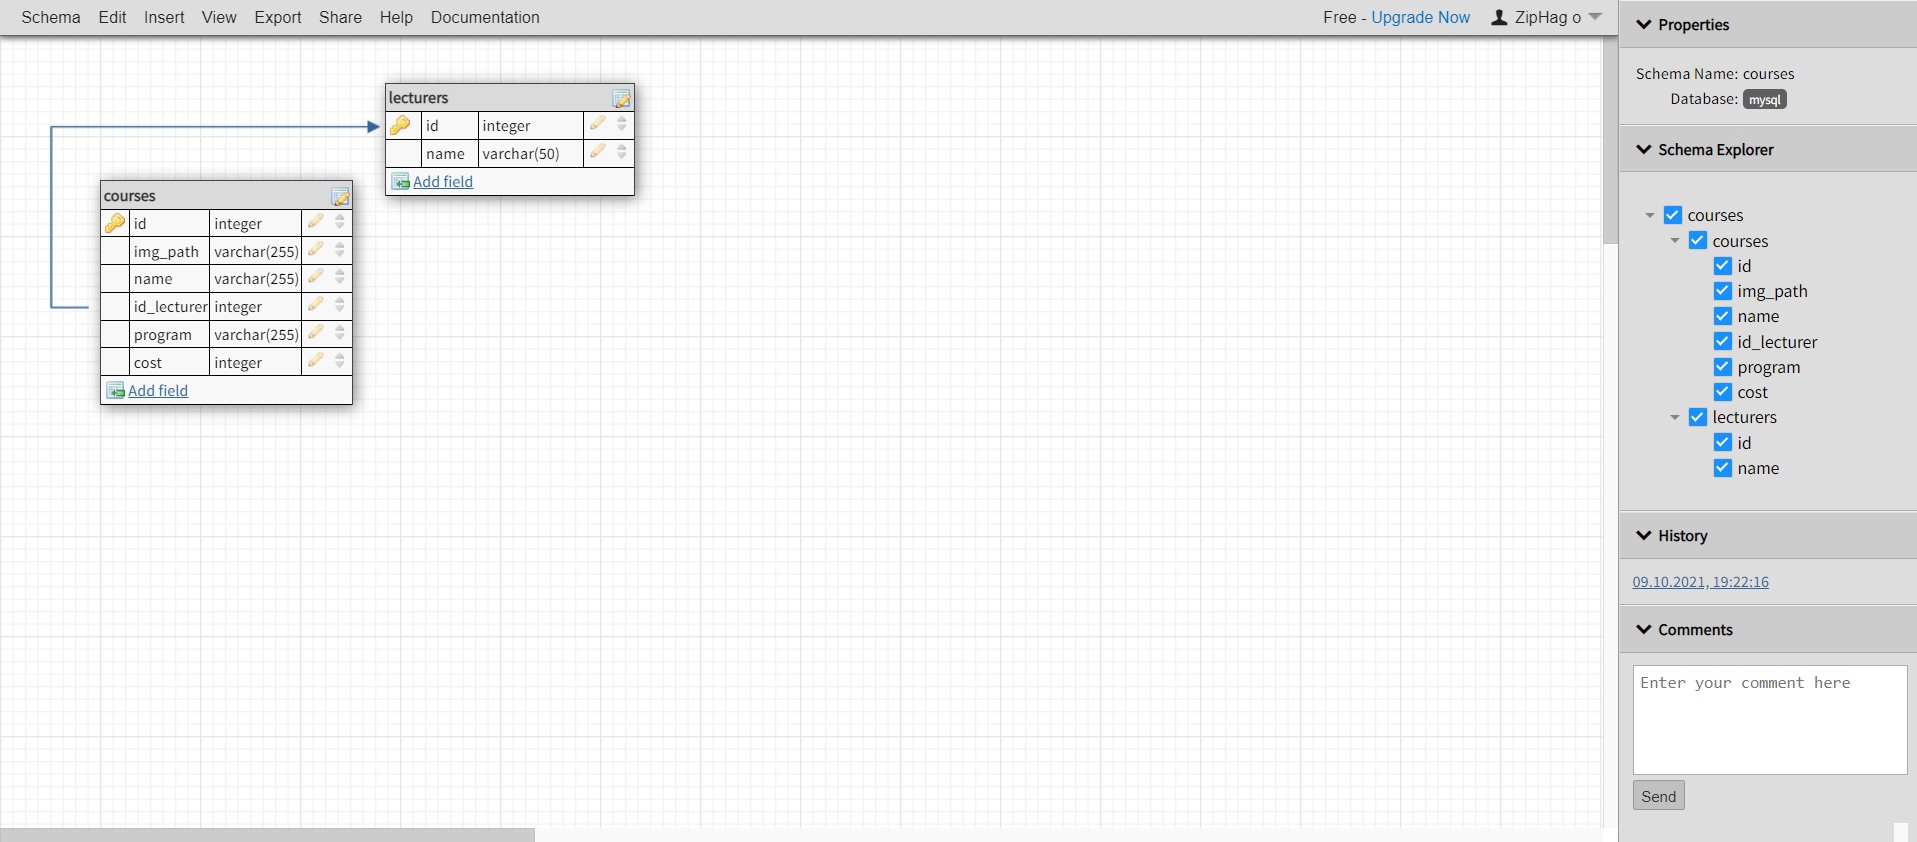 Schema Edit Insert View Export Share Help Documentation
Free - Upgrade Now ZipHag o
lecturers
id integer
name varchar(50)
Add field
courses
id integer
img_path varchar(255)
name varchar(255)
id_lecturer integer
program varchar(255)
cost integer
Add field
Properties
Schema Name: courses
Database: mysql
Schema Explorer
courses
courses
id
img_path
name
id_lecturer
program
cost
lecturers
id
name
History
09.10.2021, 19:22:16
Comments
Enter your comment here
Send